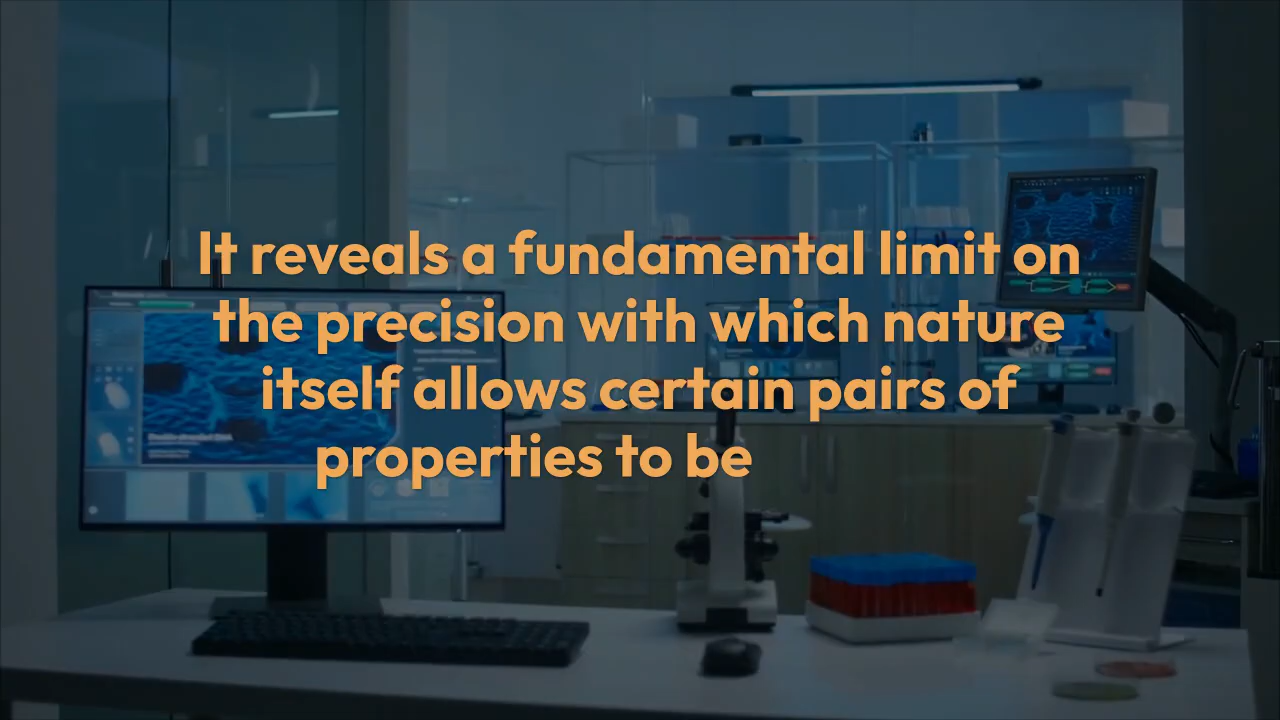 It reveals a fundamental limit on
the precision with which nature
itself allows certain pairs of
properties to be